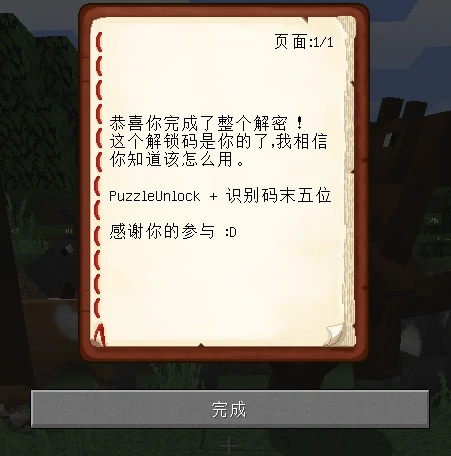 页面:1/1
恭喜你完成了整个解密！
这个解锁码是你的了,我相信
你知道该怎么用。
PuzzleUnlock + 识别码末五位
感谢你的参与 :D
完成